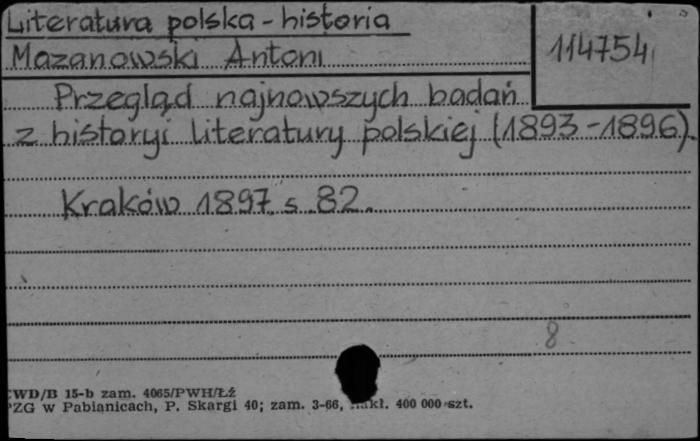 Literatura polska - historia
114754
Mazanowski Antoni
Przegląd najnowszych badań
z historyi literatury polskiej (1893-1896).
Kraków 1897. s. 82.
8
WD/B 15-b zam. 4065/PWH/Łź
ZG w Pabianicach, P. Skargi 40; zam. 3-66, 400 000 szt.